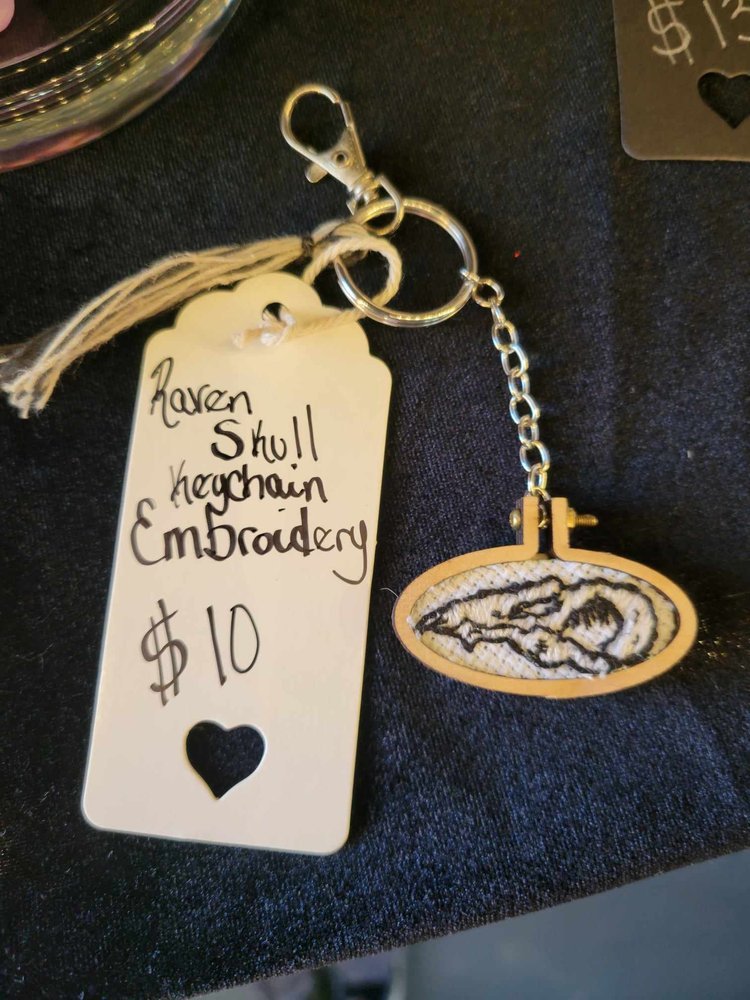 Raven
Skull
Keychain
Embroidery
$10